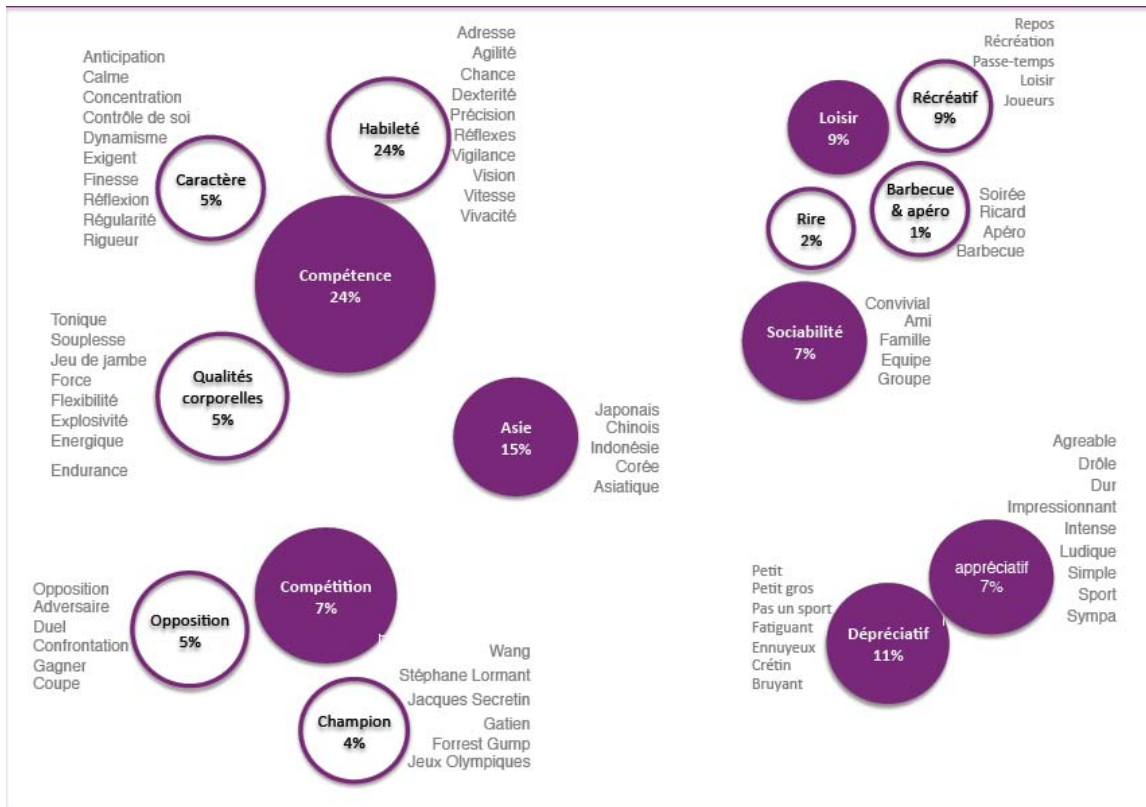 Anticipation
Calme
Concentration
Contrôle de soi
Dynamisme
Exigent
Finesse
Réflexion
Régularité
Rigueur
Caractère
5%
Habileté
24%
Adresse
Agilité
Chance
Dexterité
Précision
Réflexes
Vigilance
Vision
Vitesse
Vivacité
Compétence
24%
Tonique
Souplesse
Jeu de jambe
Force
Flexibilité
Explosivité
Energique
Endurance
Qualités
corporelles
5%
Asie
15%
Japonais
Chinois
Indonésie
Corée
Asiatique
Loisir
9%
Récréatif
9%
Repos
Récréation
Passe-temps
Loisir
Joueurs
Rire
2%
Barbecue
& apéro
1%
Soirée
Ricard
Apéro
Barbecue
Sociabilité
7%
Convivial
Ami
Famille
Equipe
Groupe
Opposition
Adversaire
Duel
Confrontation
Gagner
Coupe
Opposition
5%
Compétition
7%
Champion
4%
Wang
Stéphane Lormant
Jacques Secretin
Gatien
Forrest Gump
Jeux Olympiques
Petit
Petit gros
Pas un sport
Fatiguant
Ennuyeux
Crétin
Bruyant
Dépréciatif
11%
appréciatif
7%
Agreable
Drôle
Dur
Impressionnant
Intense
Ludique
Simple
Sport
Sympa